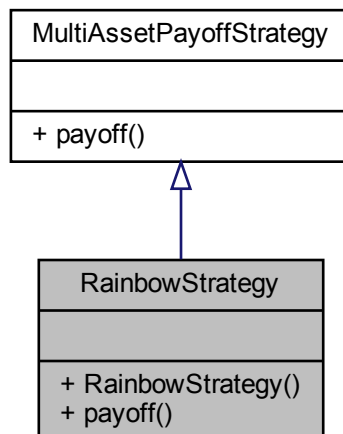 MultiAssetPayoffStrategy
+ payoff()
RainbowStrategy
+ RainbowStrategy()
+ payoff()